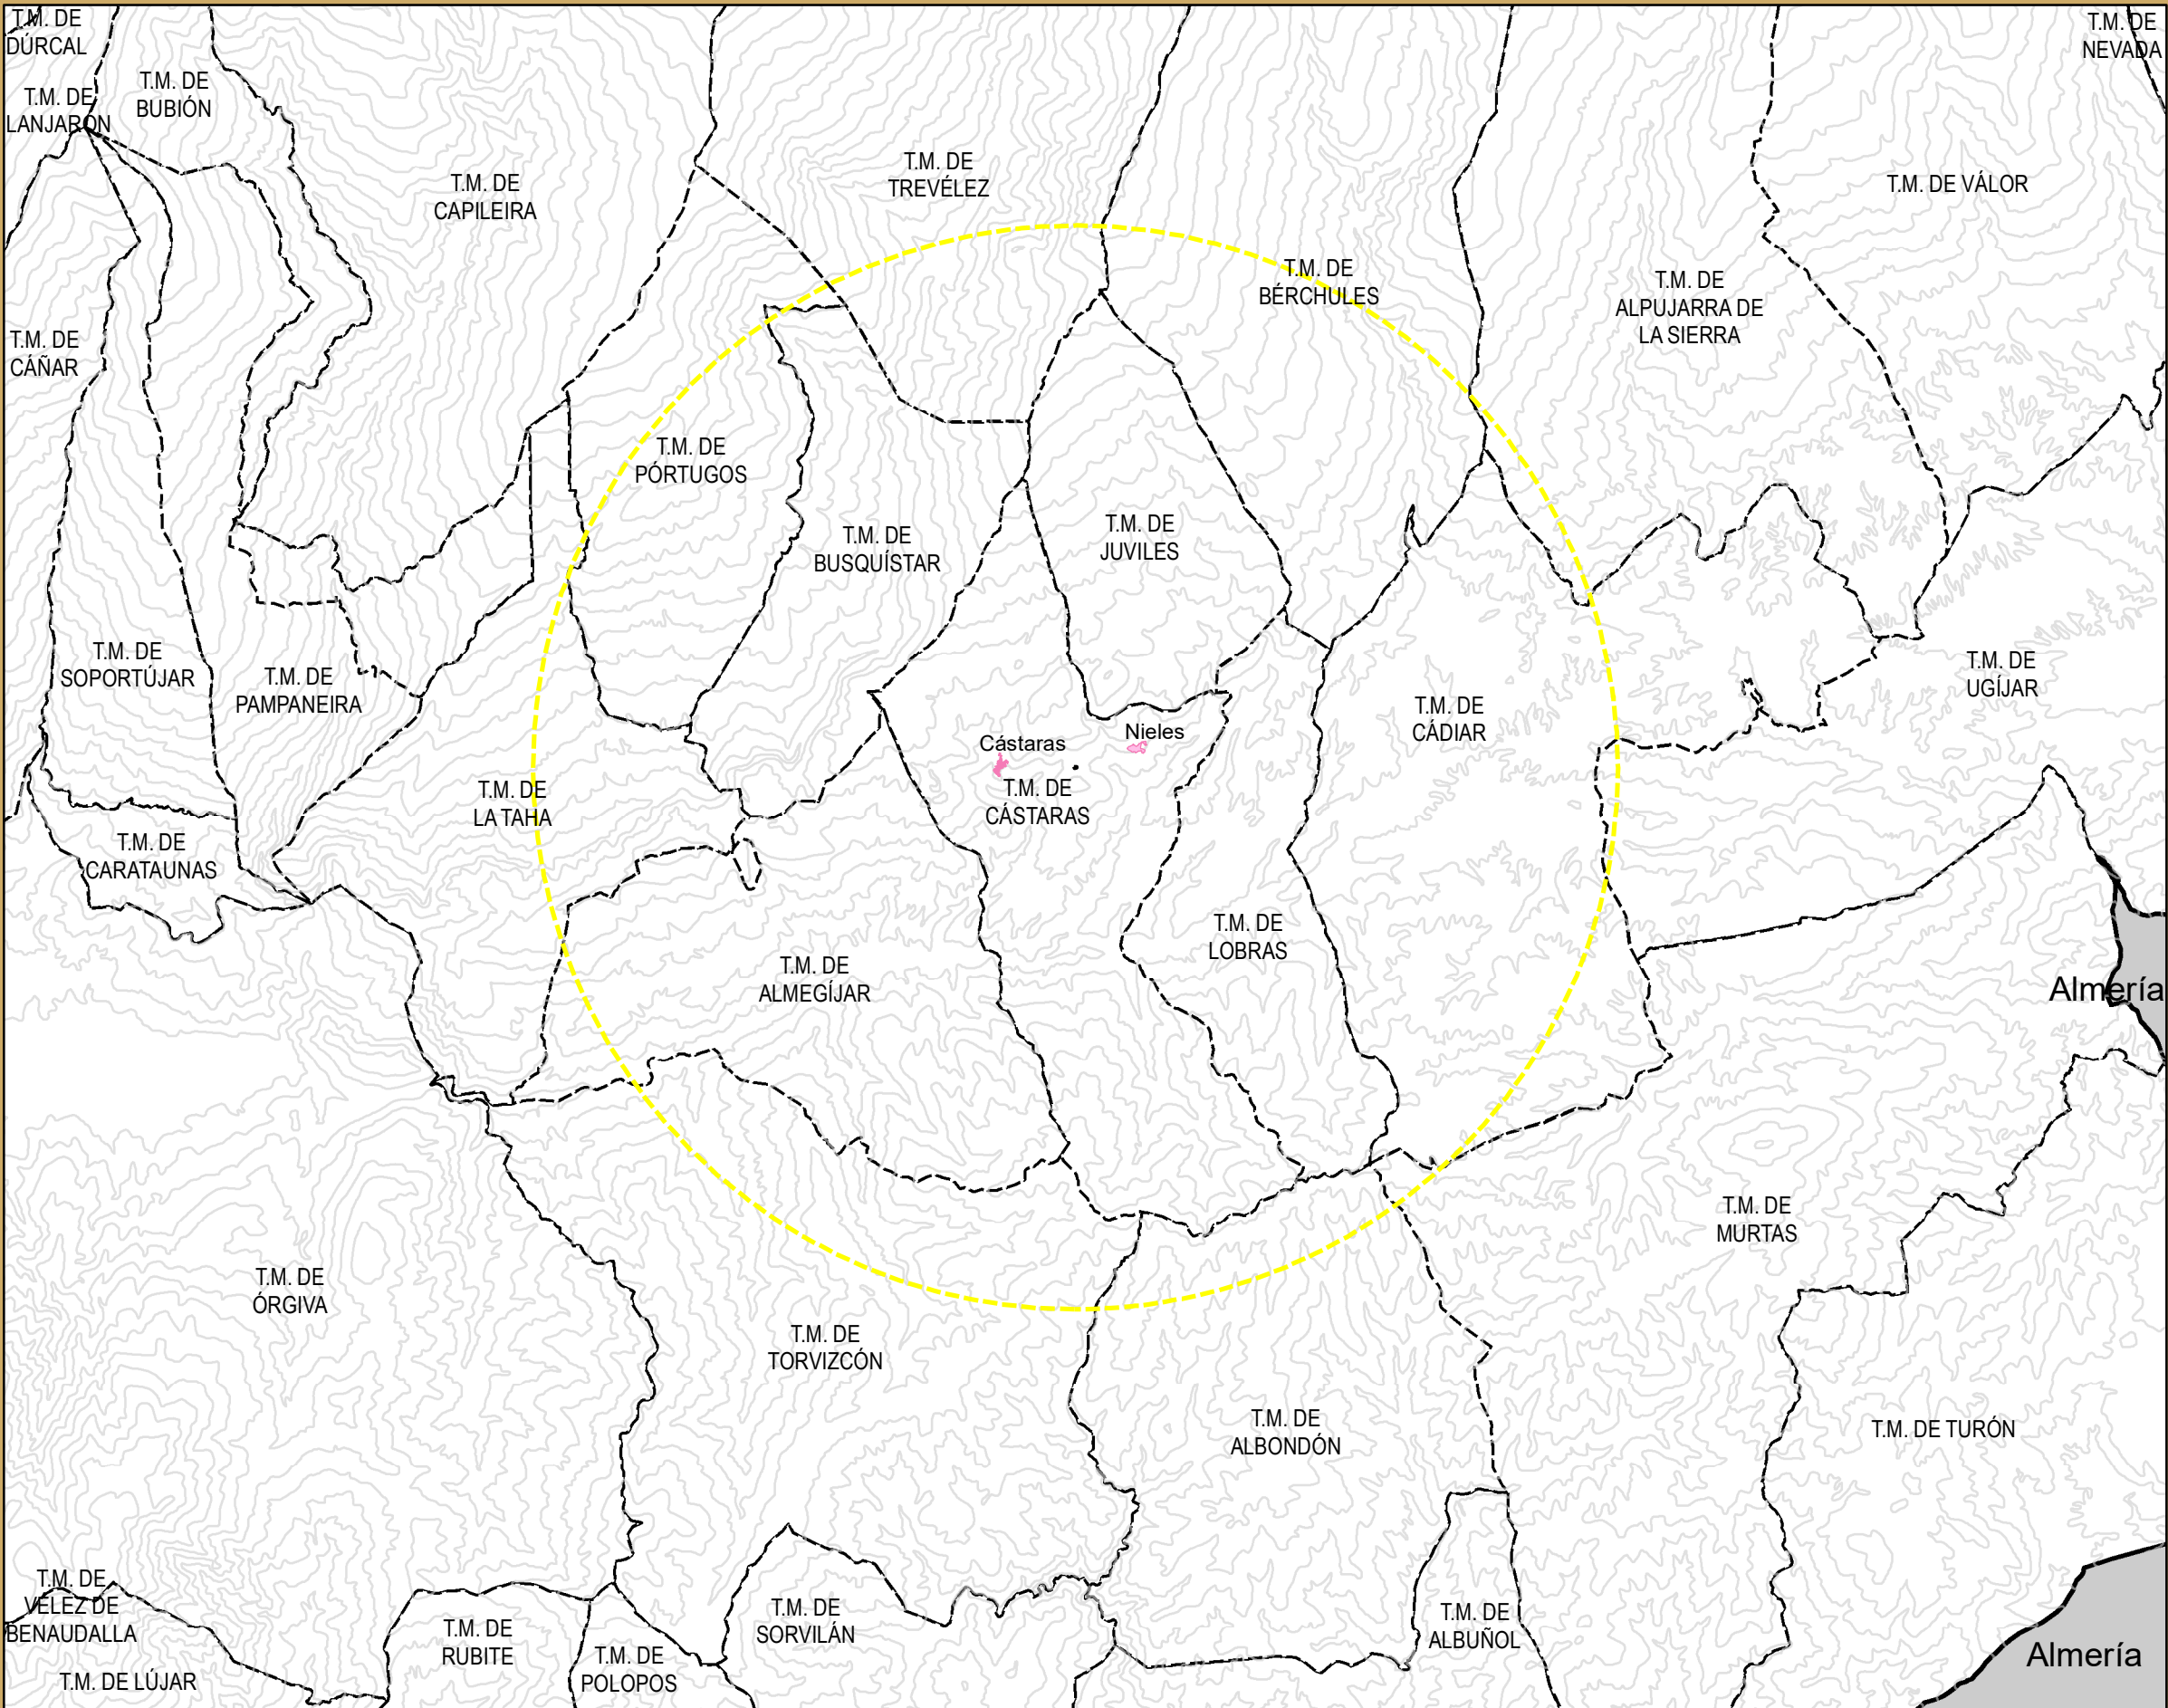 T.M. DE
DÚRCAL
T.M. DE
NEVADA
T.M. DE
BUBIÓN
T.M. DE
LANJARÓN
T.M. DE
CAPILEIRA
T.M. DE
TREVÉLEZ
T.M. DE VÁLOR
T.M. DE
BÉRCHULES
T.M. DE
ALPUJARRA DE
LA SIERRA
T.M. DE
CÁÑAR
T.M. DE
PÓRTUGOS
T.M. DE
BUSQUÍSTAR
T.M. DE
JUVILES
T.M. DE
SOPORTÚJAR
T.M. DE
PAMPANEIRA
T.M. DE
UGÍJAR
T.M. DE
CÁDIAR
Nieles
Cástaras
T.M. DE
CÁSTARAS
T.M. DE
LA TAHA
T.M. DE
CARATAUNAS
T.M. DE
LOBRAS
T.M. DE
ALMEGÍJAR
Almería
T.M. DE
MURTAS
T.M. DE
ÓRGIVA
T.M. DE
TORVIZCÓN
T.M. DE
ALBONDÓN
T.M. DE TURÓN
T.M. DE
VÉLEZ DE
BENAUDALLA
T.M. DE
SORVILÁN
T.M. DE
ALBUÑOL
T.M. DE
RUBITE
T.M. DE
POLOPOS
Almería
T.M. DE LÚJAR